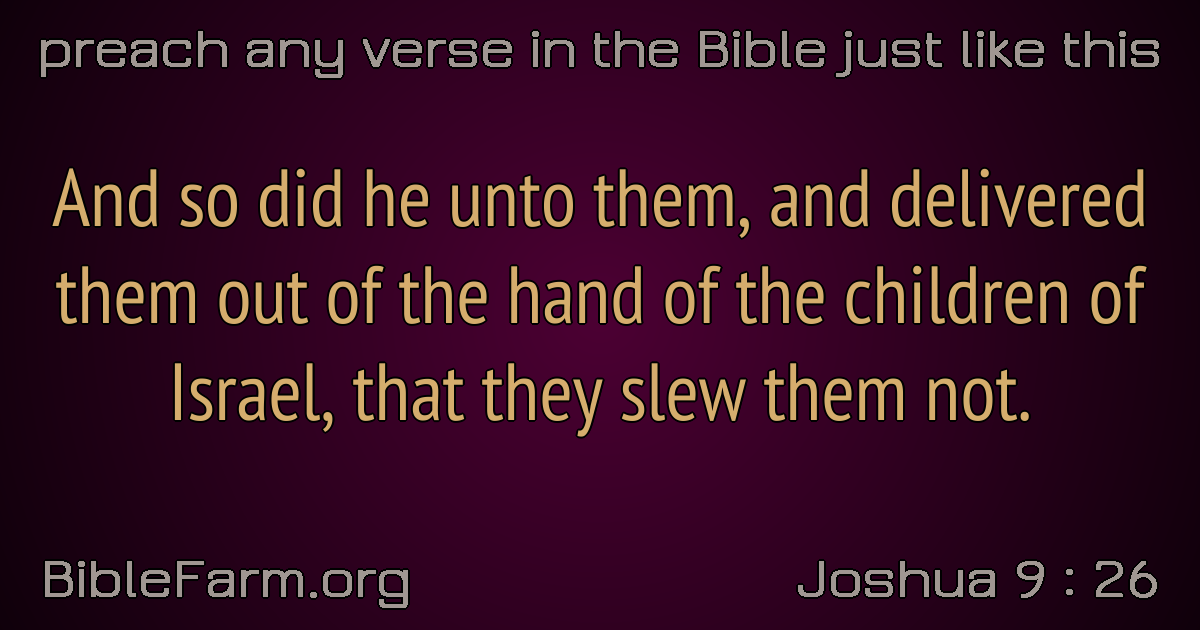 preach any verse in the Bible just like this
And so did he unto them, and delivered
them out of the hand of the children of
Israel, that they slew them not.
BibleFarm.org
Joshua 9 : 26